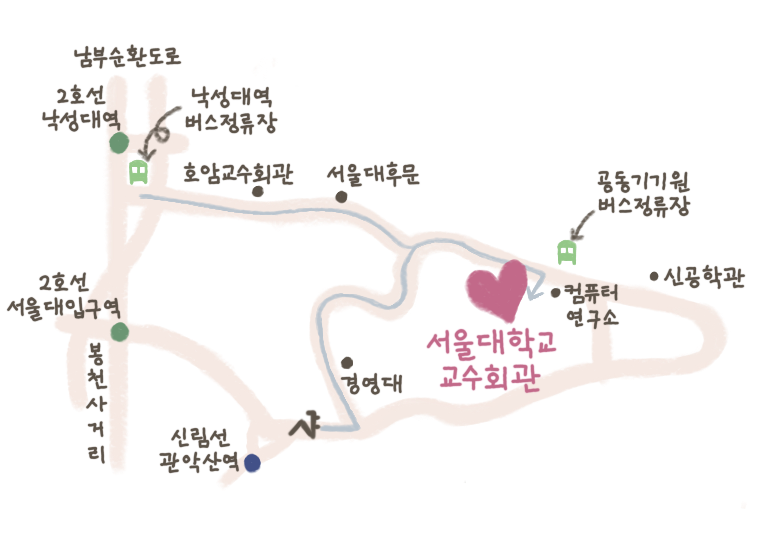 남부순환도로
2호선
낙성대역
낙성대역
버스정류장
호암교수회관
서울대후문
공동기기원
버스정류장
신공학관
컴퓨터
연구소
서울대학교
교수회관
2호선
서울대입구역
봉천사거리
경영대
샤
신림선
관악산역